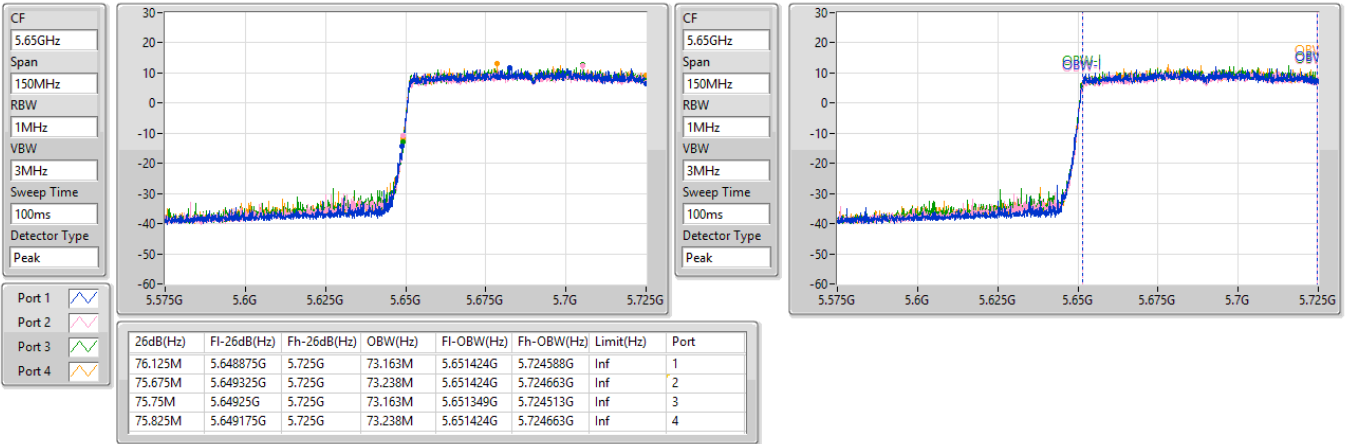 CF
5.65GHz
Span
150MHz
RBW
1MHz
VBW
3MHz
Sweep Time
100ms
Detector Type
Peak
30
20
10
0
-10
-20
-30
-40
-50
-60
5.575G 5.6G 5.625G 5.65G 5.675G 5.7G 5.725G
CF
5.65GHz
Span
150MHz
RBW
1MHz
VBW
3MHz
Sweep Time
100ms
Detector Type
Peak
30
20
10
0
-10
-20
-30
-40
-50
-60
5.575G 5.6G 5.625G 5.65G 5.675G 5.7G 5.725G
Port 1
Port 2
Port 3
Port 4
26dB(Hz) Fl-26dB(Hz) Fh-26dB(Hz) OBW(Hz) Fl-OBW(Hz) Fh-OBW(Hz) Limit(Hz) Port
76.125M 5.648875G 5.725G 73.163M 5.651424G 5.724588G Inf 1
75.675M 5.649325G 5.725G 73.238M 5.651424G 5.724663G Inf 2
75.75M 5.64925G 5.725G 73.163M 5.651349G 5.724513G Inf 3
75.825M 5.649175G 5.725G 73.238M 5.651424G 5.724663G Inf 4